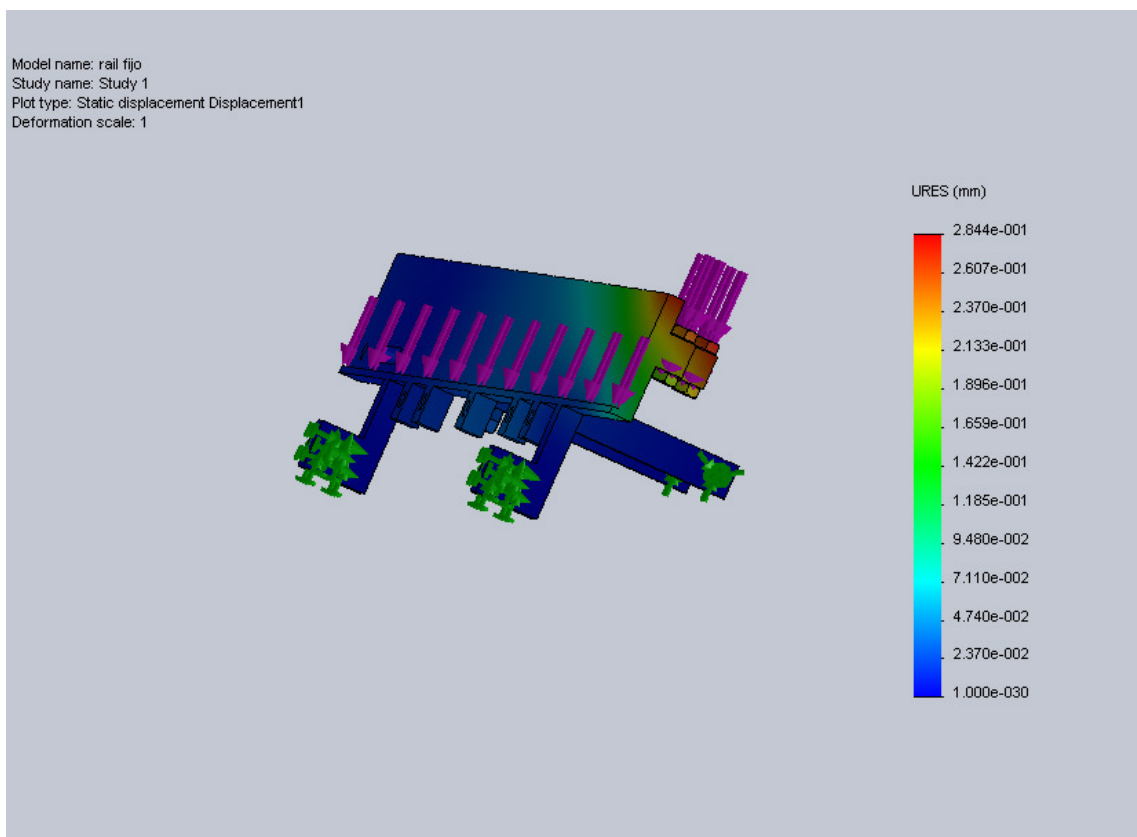 Model name: rail fijo
Study name: Study 1
Plot type: Static displacement Displacement1
Deformation scale: 1
URES (mm)
2.844e-001
2.607e-001
2.370e-001
2.133e-001
1.896e-001
1.659e-001
1.422e-001
1.185e-001
9.480e-002
7.110e-002
4.740e-002
2.370e-002
1.000e-030